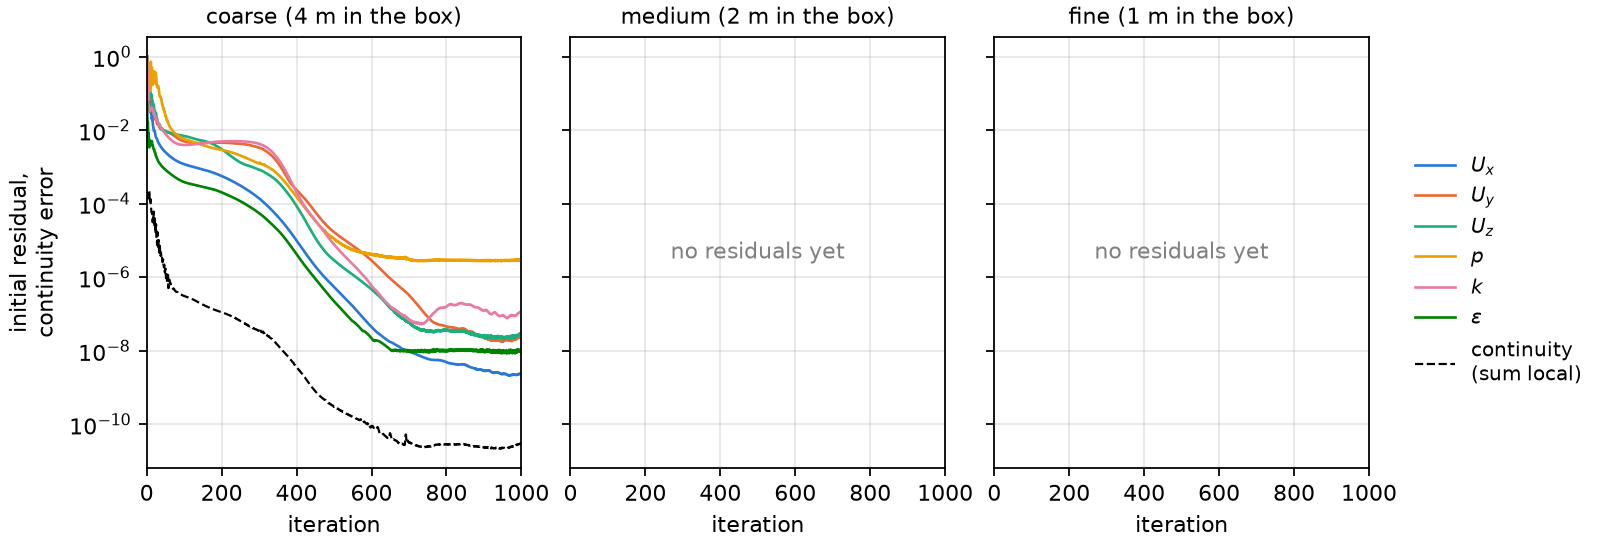 coarse (4 m in the box)
medium (2 m in the box)
fine (1 m in the box)
initial residual,
continuity error
10⁰
10⁻²
10⁻⁴
10⁻⁶
10⁻⁸
10⁻¹⁰
no residuals yet
no residuals yet
0 200 400 600 800 1000
0 200 400 600 800 1000
0 200 400 600 800 1000
iteration
iteration
iteration
Uₓ
U_y
U_z
p
k
ε
continuity
(sum local)